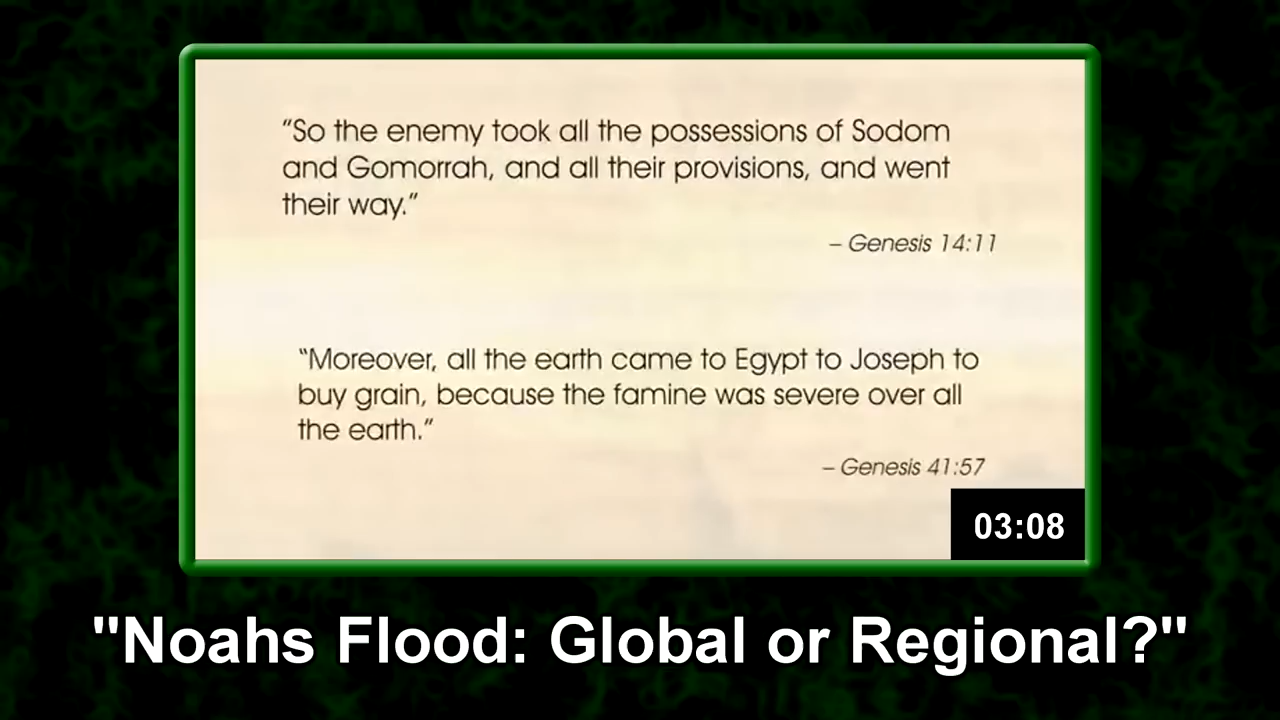 “So the enemy took all the possessions of Sodom
and Gomorrah, and all their provisions, and went
their way.”
– Genesis 14:11
“Moreover, all the earth came to Egypt to Joseph to
buy grain, because the famine was severe over all
the earth.”
– Genesis 41:57
03:08
"Noahs Flood: Global or Regional?"